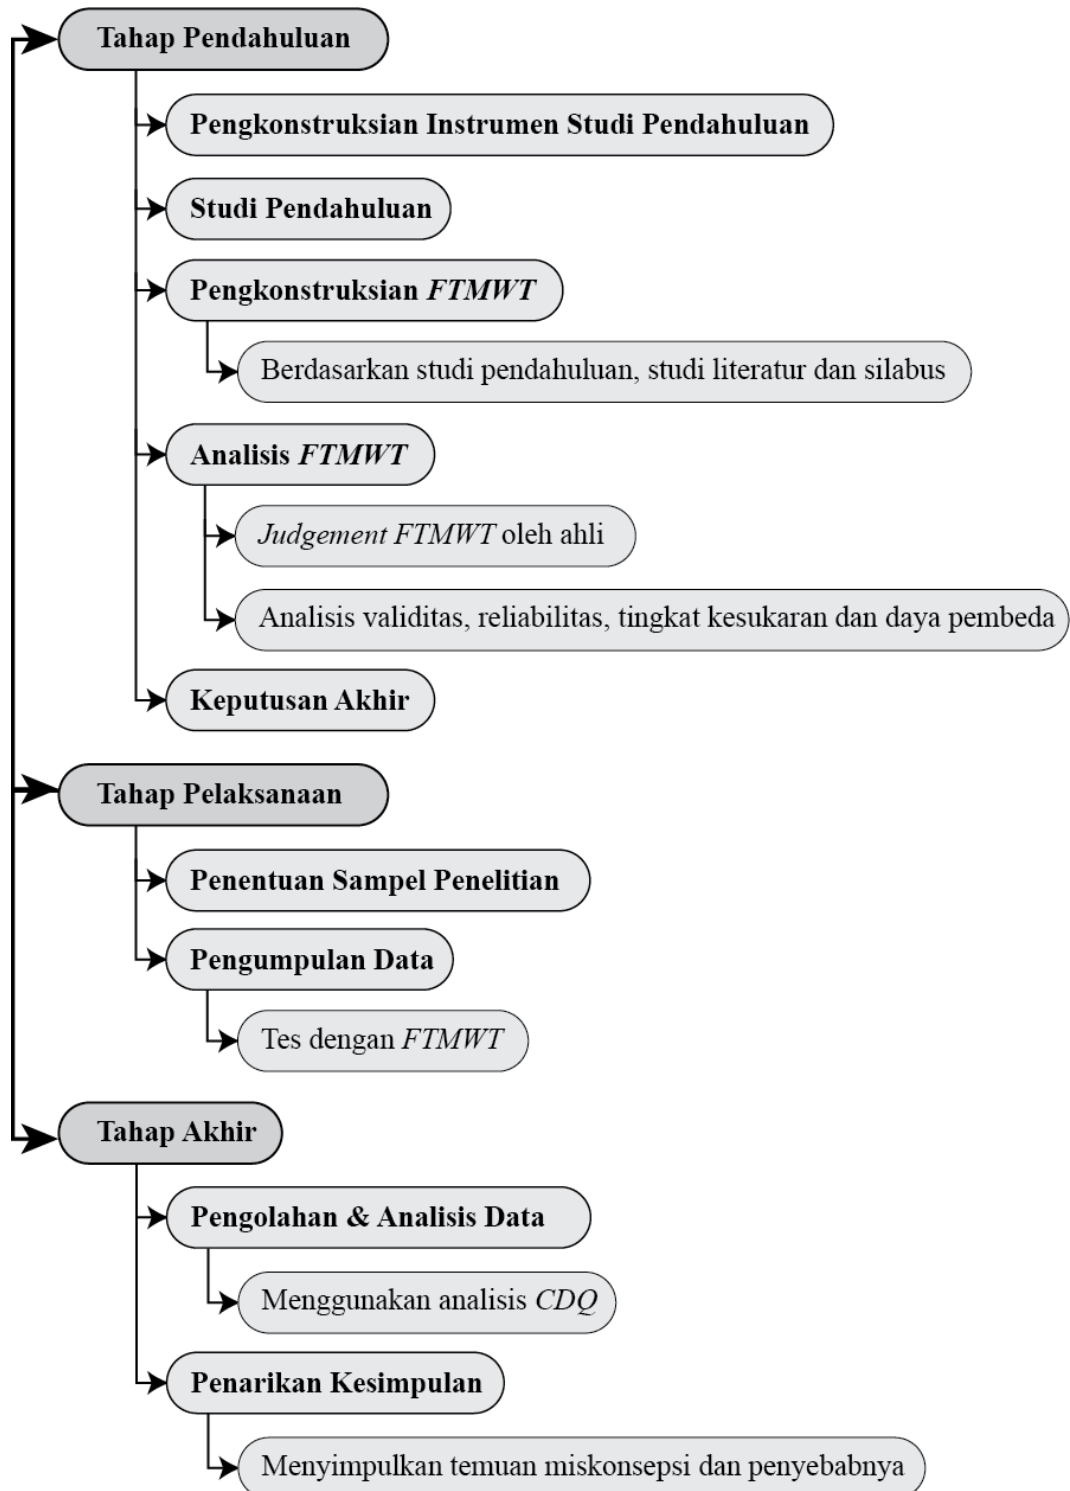 Tahap Pendahuluan
Pengkonstruksian Instrumen Studi Pendahuluan
Studi Pendahuluan
Pengkonstruksian FTMWT
Berdasarkan studi pendahuluan, studi literatur dan silabus
Analisis FTMWT
Judgement FTMWT oleh ahli
Analisis validitas, reliabilitas, tingkat kesukaran dan daya pembeda
Keputusan Akhir
Tahap Pelaksanaan
Penentuan Sampel Penelitian
Pengumpulan Data
Tes dengan FTMWT
Tahap Akhir
Pengolahan & Analisis Data
Menggunakan analisis CDQ
Penarikan Kesimpulan
Menyimpulkan temuan miskonsepsi dan penyebabnya